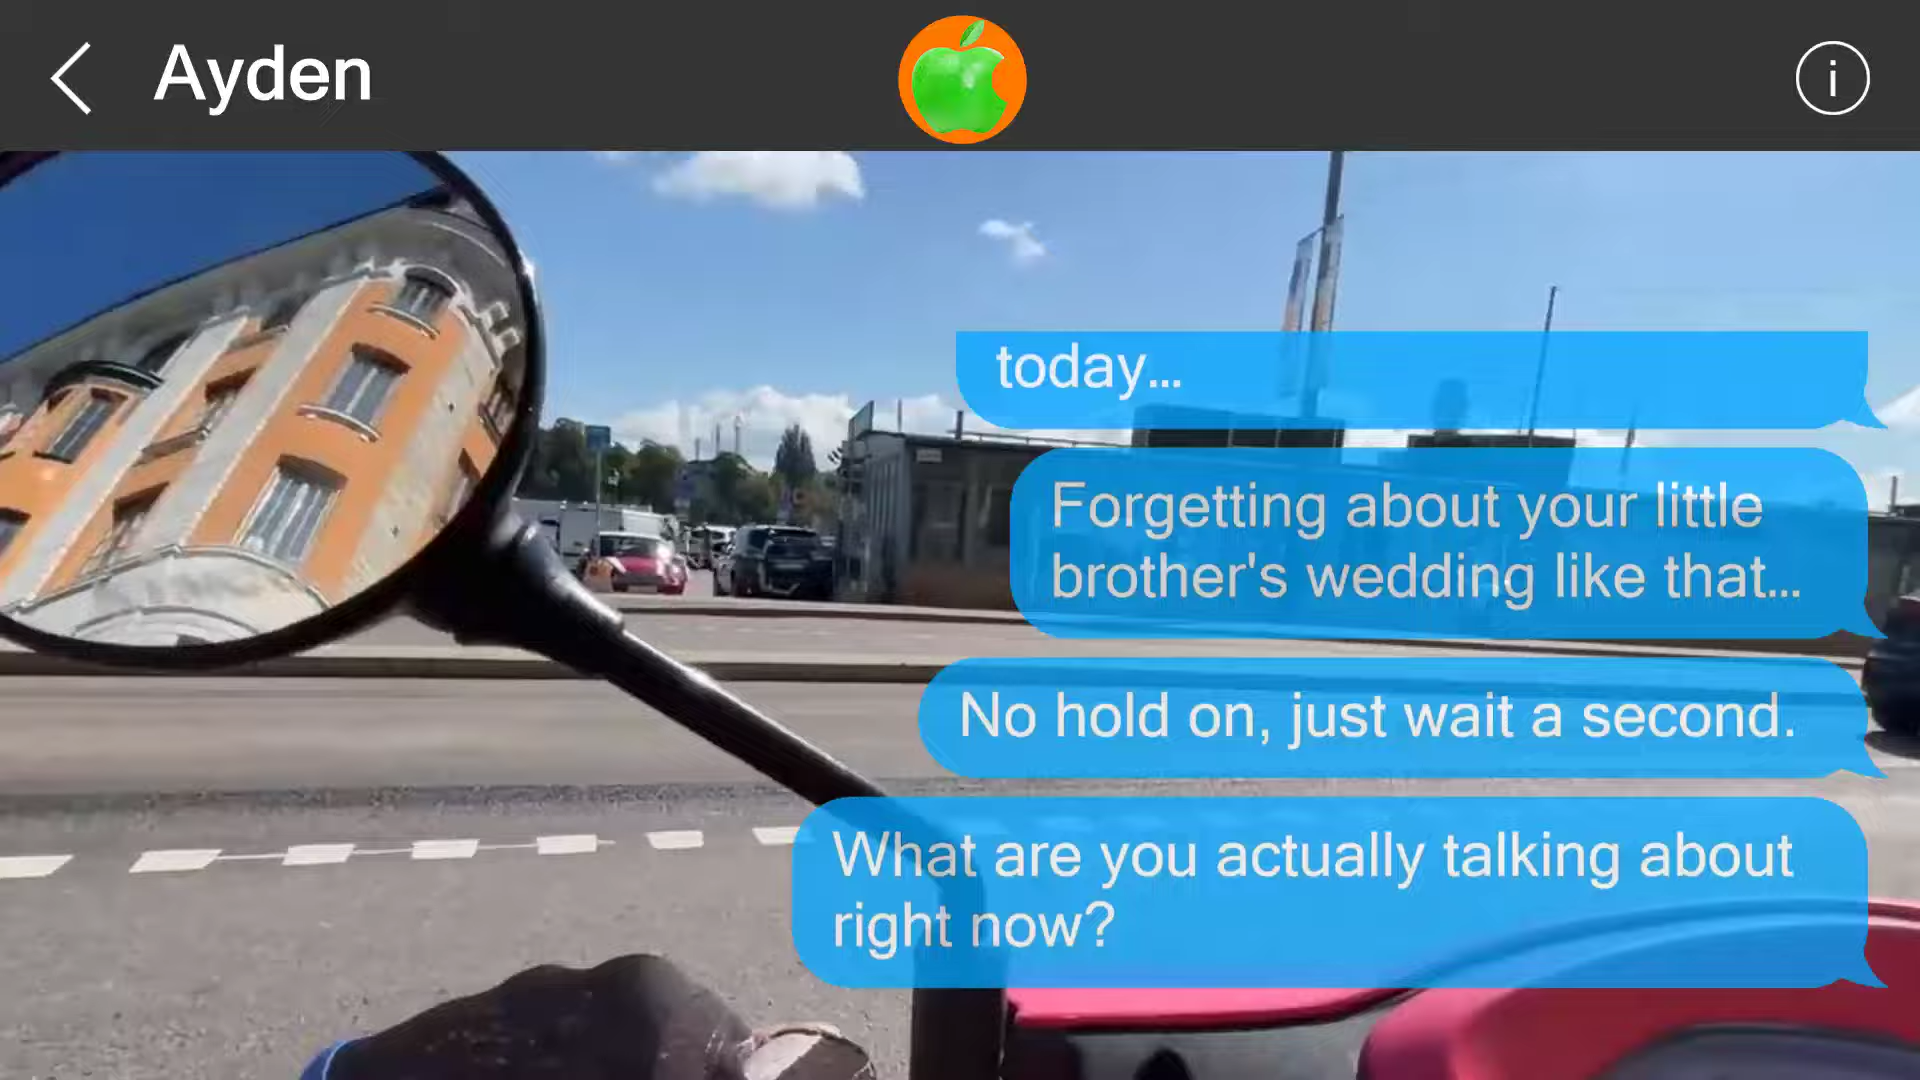 Ayden
today...
Forgetting about your little
brother's wedding like that...
No hold on, just wait a second.
What are you actually talking about
right now?